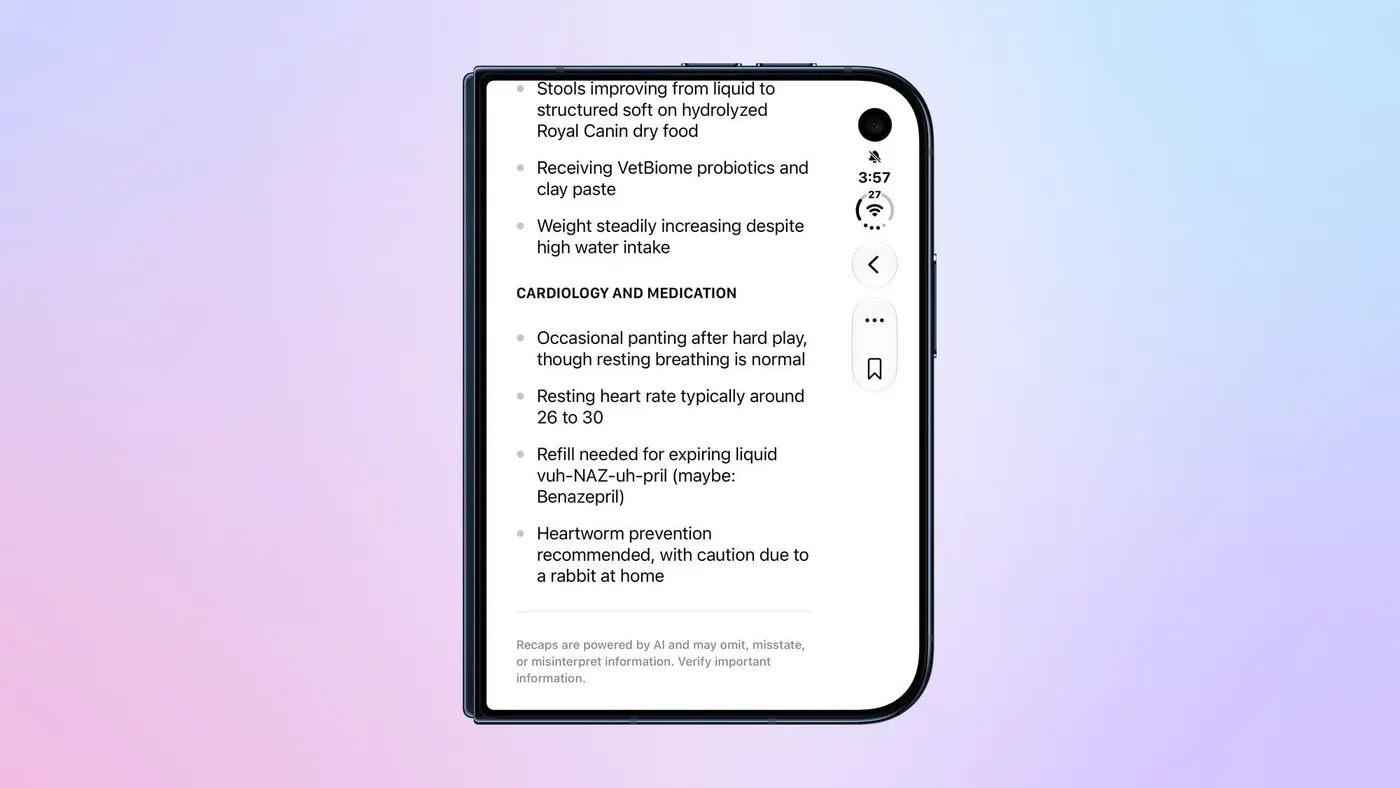 Stools improving from liquid to
structured soft on hydrolyzed
Royal Canin dry food
Receiving VetBiome probiotics and
clay paste
Weight steadily increasing despite
high water intake
CARDIOLOGY AND MEDICATION
Occasional panting after hard play,
though resting breathing is normal
Resting heart rate typically around
26 to 30
Refill needed for expiring liquid
vuh-NAZ-uh-pril (maybe:
Benazepril)
Heartworm prevention
recommended, with caution due to
a rabbit at home
Recaps are powered by AI and may omit, misstate,
or misinterpret information. Verify important
information.
3:57
27